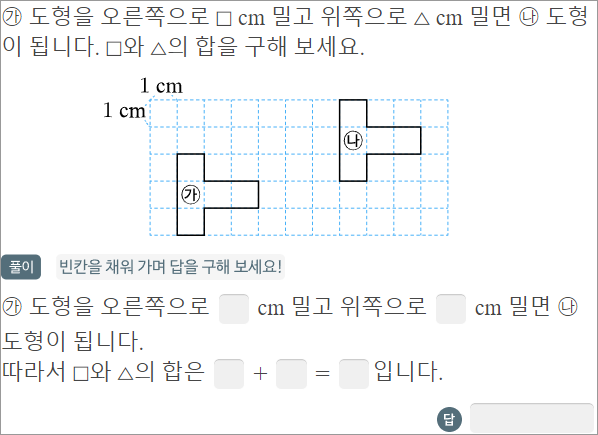 ㉮ 도형을 오른쪽으로 □ cm 밀고 위쪽으로 △ cm 밀면 ㉯ 도형
이 됩니다. □와 △의 합을 구해 보세요.
1 cm
1 cm
㉯
㉮
풀이 빈칸을 채워 가며 답을 구해 보세요!
㉮ 도형을 오른쪽으로 cm 밀고 위쪽으로 cm 밀면 ㉯
도형이 됩니다.
따라서 □와 △의 합은 + = 입니다.
답